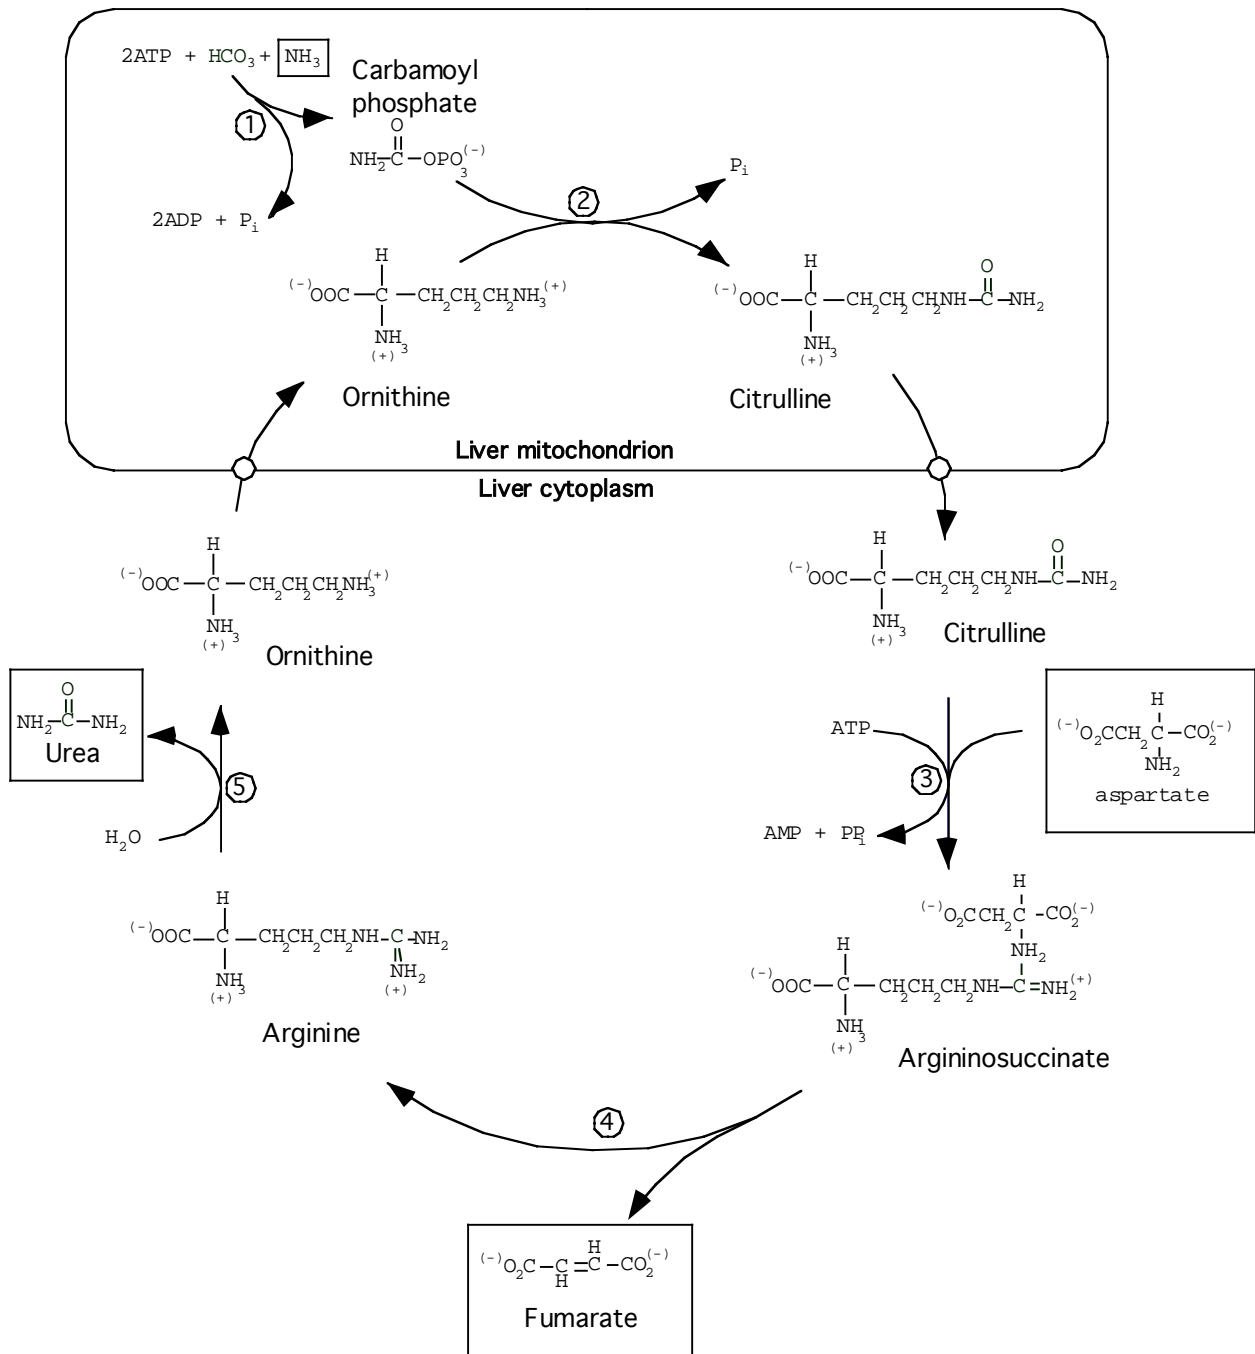 2ATP + HCO3 + NH3
Carbamoyl
phosphate
1
O
NH2 C OPO3(-)
Pi
2
2ADP + Pi
H
(-)OOC C CH2CH2CH2NH3(+)
NH3
(+)
Ornithine
H O
(-)OOC C CH2CH2CH2NH C NH2
NH3
(+)
Citrulline
Liver mitochondrion
Liver cytoplasm
H
(-)OOC C CH2CH2CH2NH3(+)
NH3
(+)
Ornithine
H O
(-)OOC C CH2CH2CH2NH C NH2
NH3
(+)
Citrulline
O
NH2 C NH2
Urea
5
H2O
ATP
3
AMP + PPi
H
(-)O2CCH2 C CO2(-)
NH2
aspartate
H
(-)OOC C CH2CH2CH2NH C NH2
NH3 NH2
(+) (+)
Arginine
H
(-)O2CCH2 C CO2(-)
NH2
H
(-)OOC C CH2CH2CH2NH C=NH2(+)
NH3
(+)
Argininosuccinate
4
H
(-)O2C C=C CO2(-)
H
Fumarate